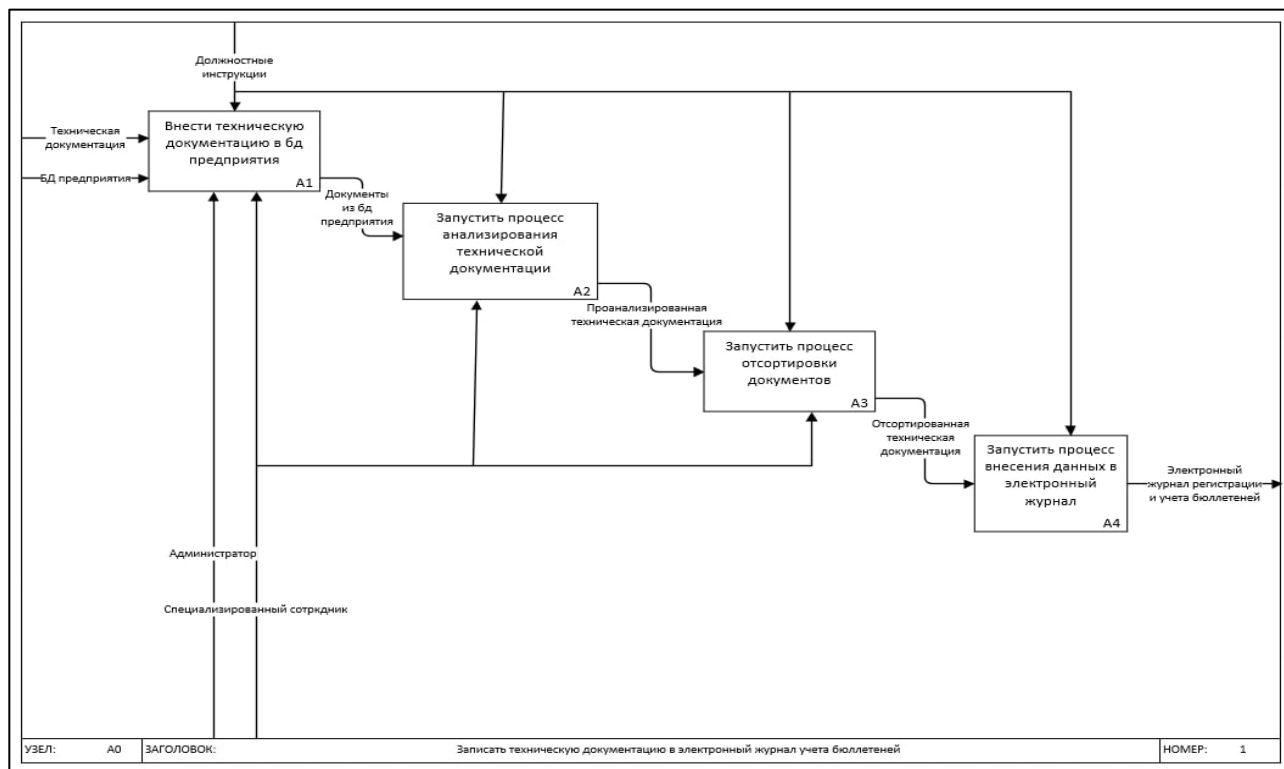 Должностные
инструкции
Техническая
документация
БД предприятия
Внести техническую
документацию в бд
предприятия
A1
Документы
из бд
предприятия
Запустить процесс
анализирования
технической
документации
A2
Проанализированная
техническая документация
Запустить процесс
отсортировки
документов
A3
Отсортированная
техническая
документация
Запустить процесс
внесения данных в
электронный
журнал
A4
Электронный
журнал регистрации
и учета бюллетеней
Администратор
Специализированный сотркдник
УЗЕЛ: A0 ЗАГОЛОВОК: Записать техническую документацию в электронный журнал учета бюллетеней НОМЕР: 1